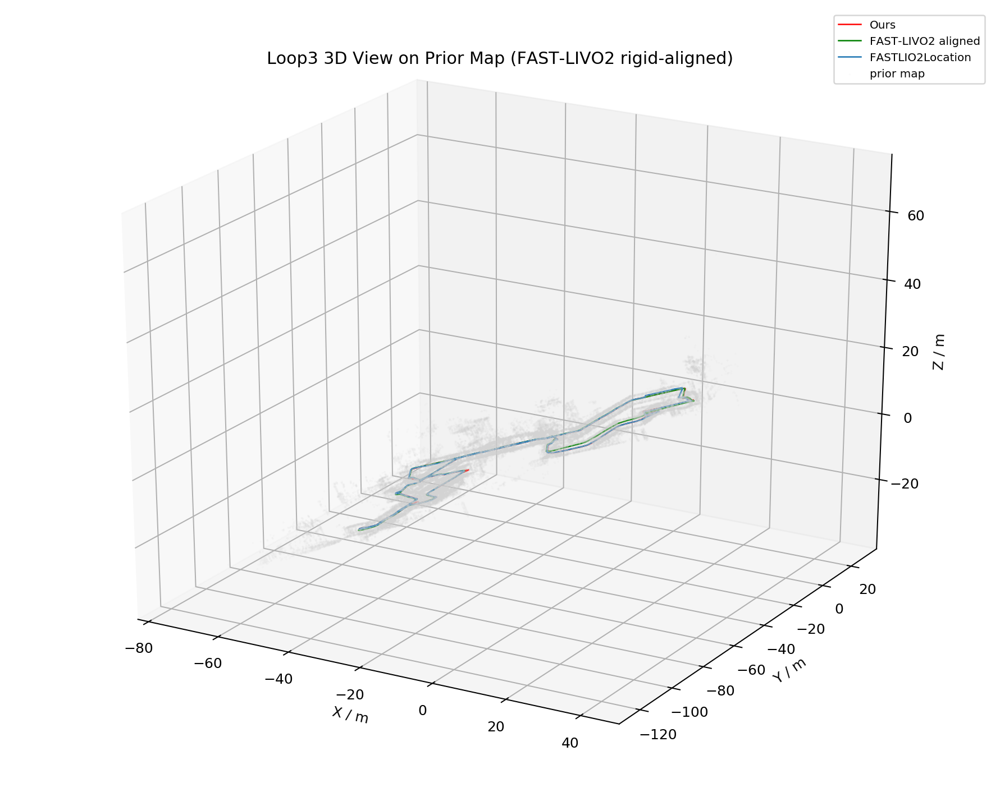 Ours
FAST-LIVO2 aligned
FASTLIO2Location
prior map
Loop3 3D View on Prior Map (FAST-LIVO2 rigid-aligned)
60
40
20
0
−20
Z / m
20
0
−20
−40
−60
−80
−100
−120
Y / m
−80
−60
−40
−20
0
20
40
X / m